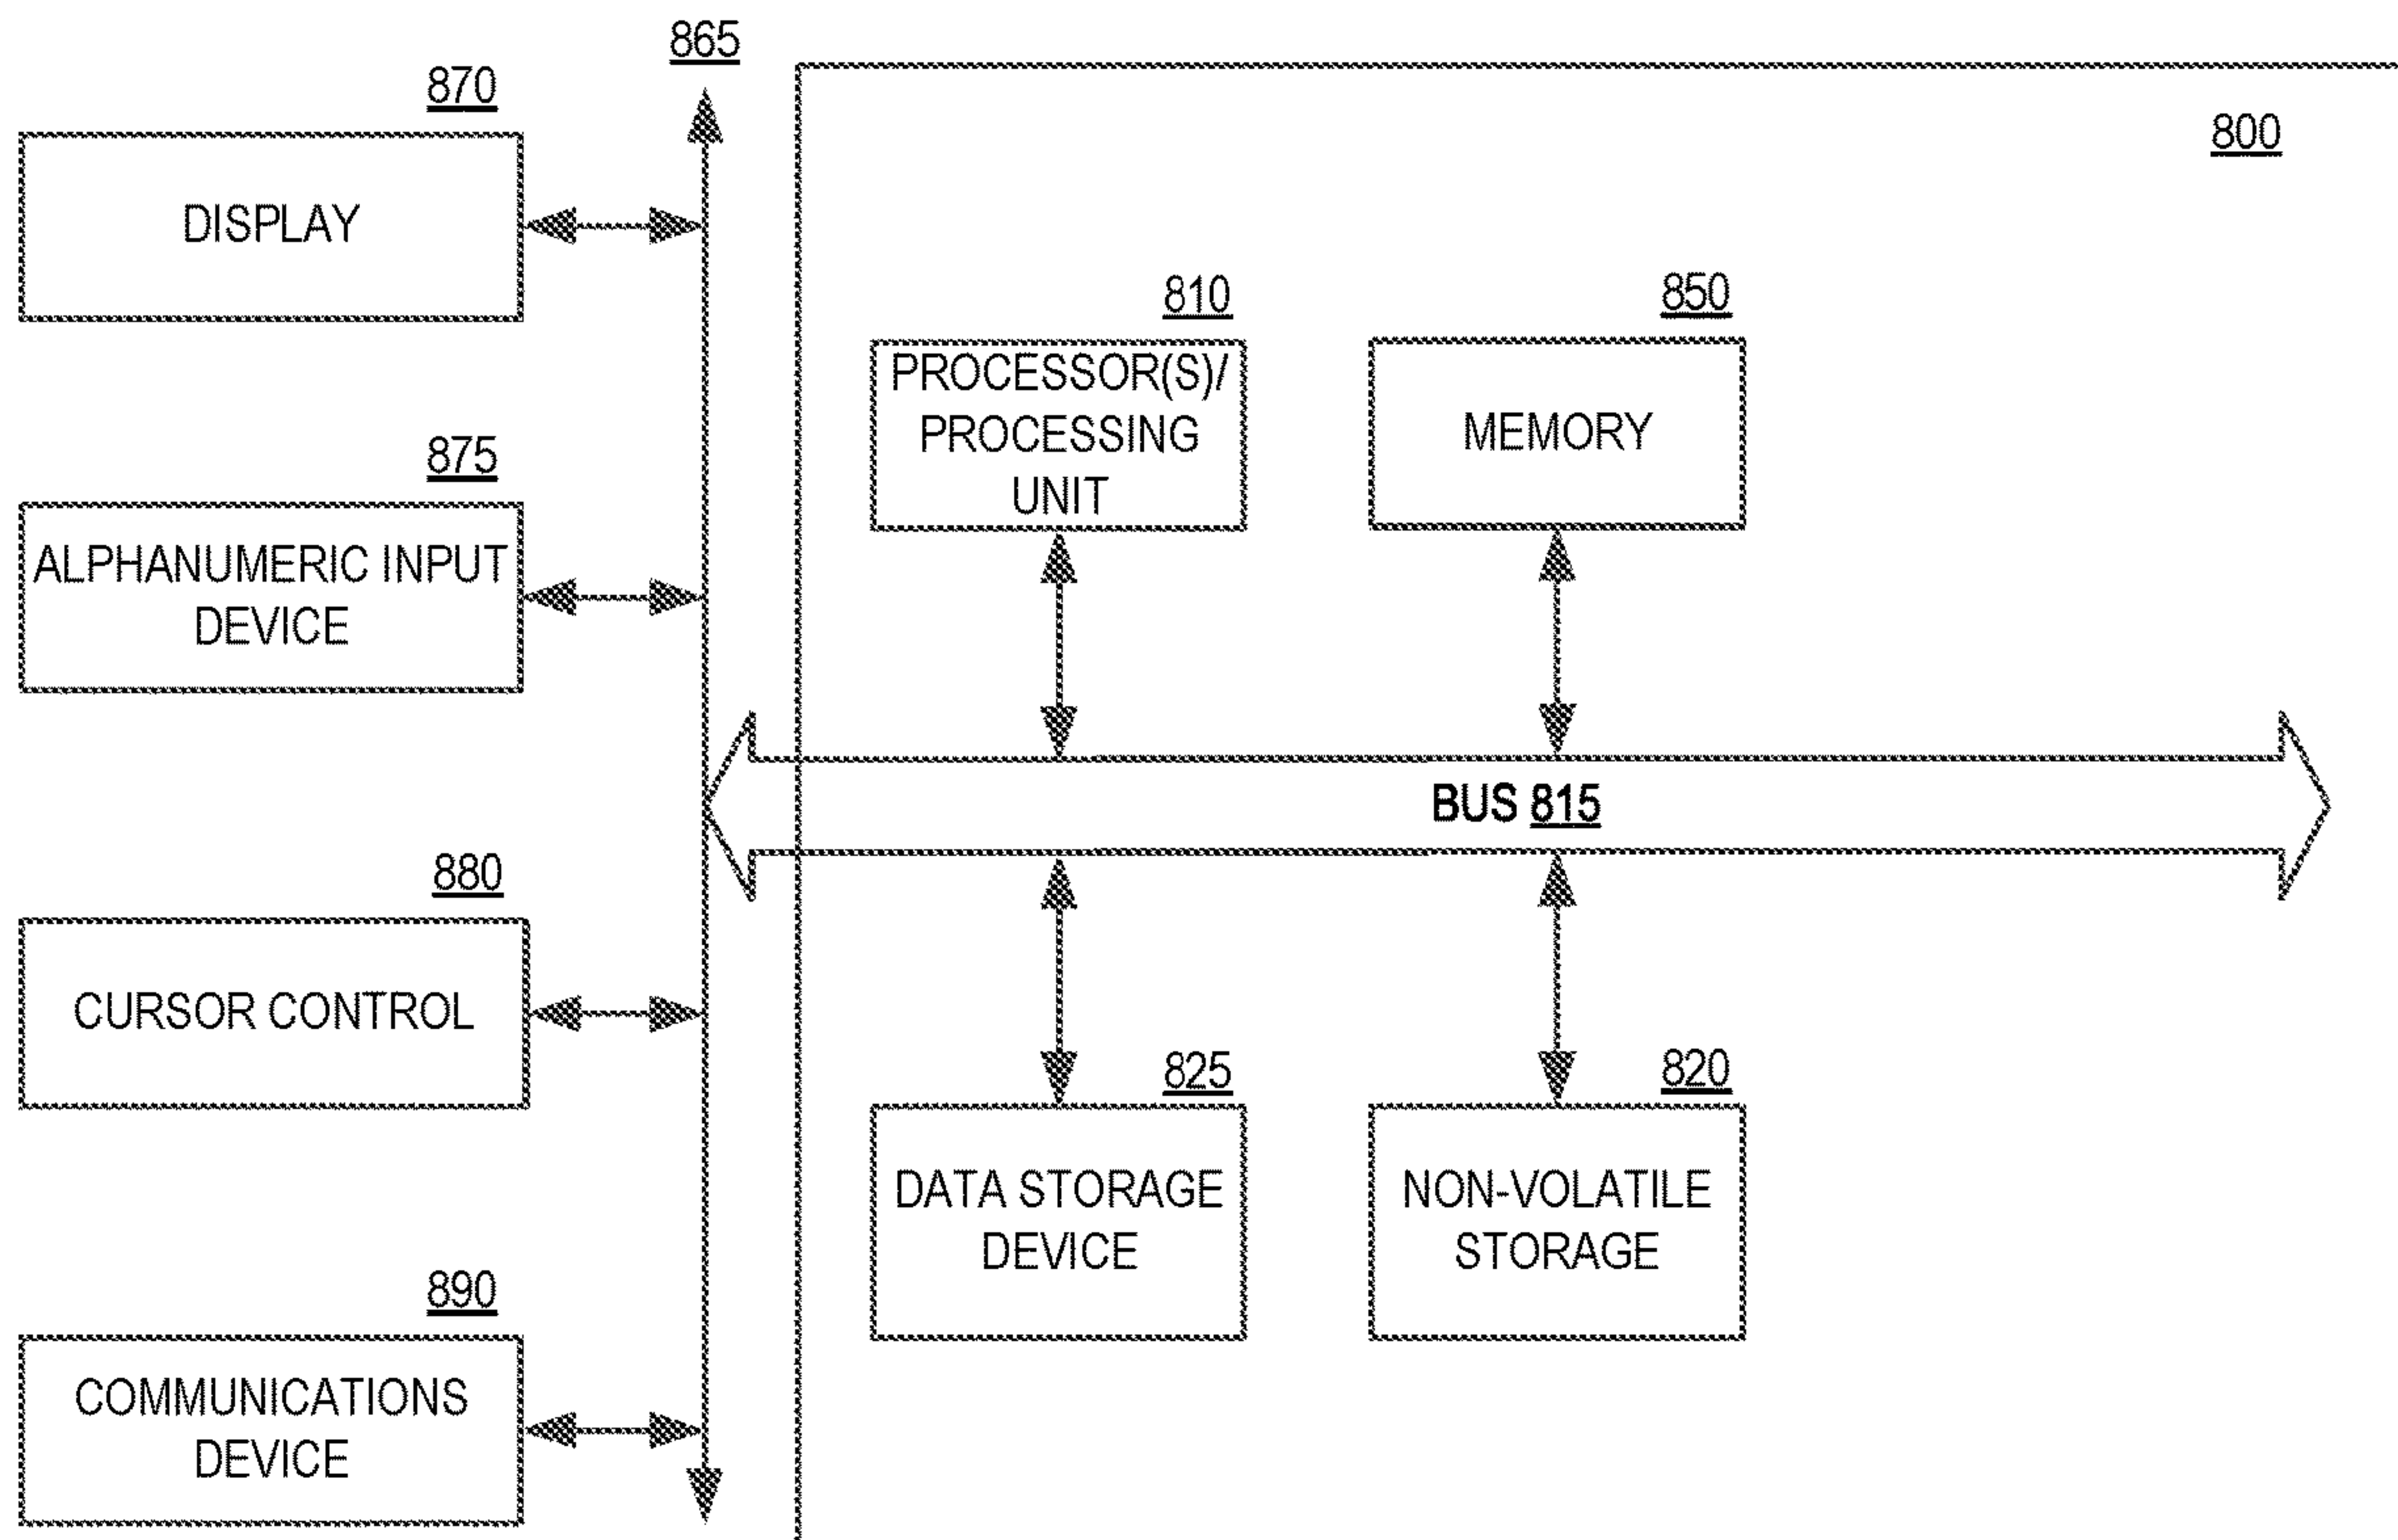 865
870
800
DISPLAY
810
850
PROCESSOR(S)/
PROCESSING
UNIT
MEMORY
875
ALPHANUMERIC INPUT
DEVICE
BUS 815
880
CURSOR CONTROL
825
820
DATA STORAGE
DEVICE
NON-VOLATILE
STORAGE
890
COMMUNICATIONS
DEVICE